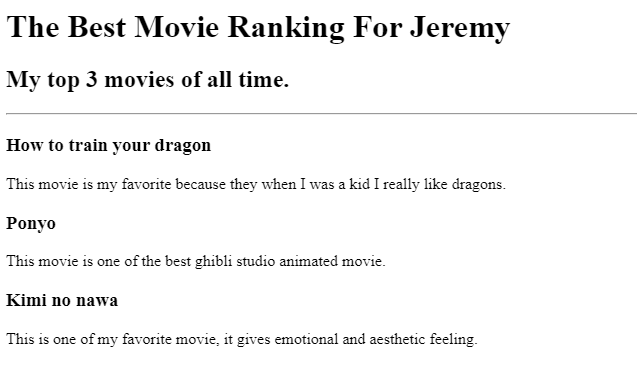 The Best Movie Ranking For Jeremy
My top 3 movies of all time.
How to train your dragon
This movie is my favorite because they when I was a kid I really like dragons.
Ponyo
This movie is one of the best ghibli studio animated movie.
Kimi no nawa
This is one of my favorite movie, it gives emotional and aesthetic feeling.